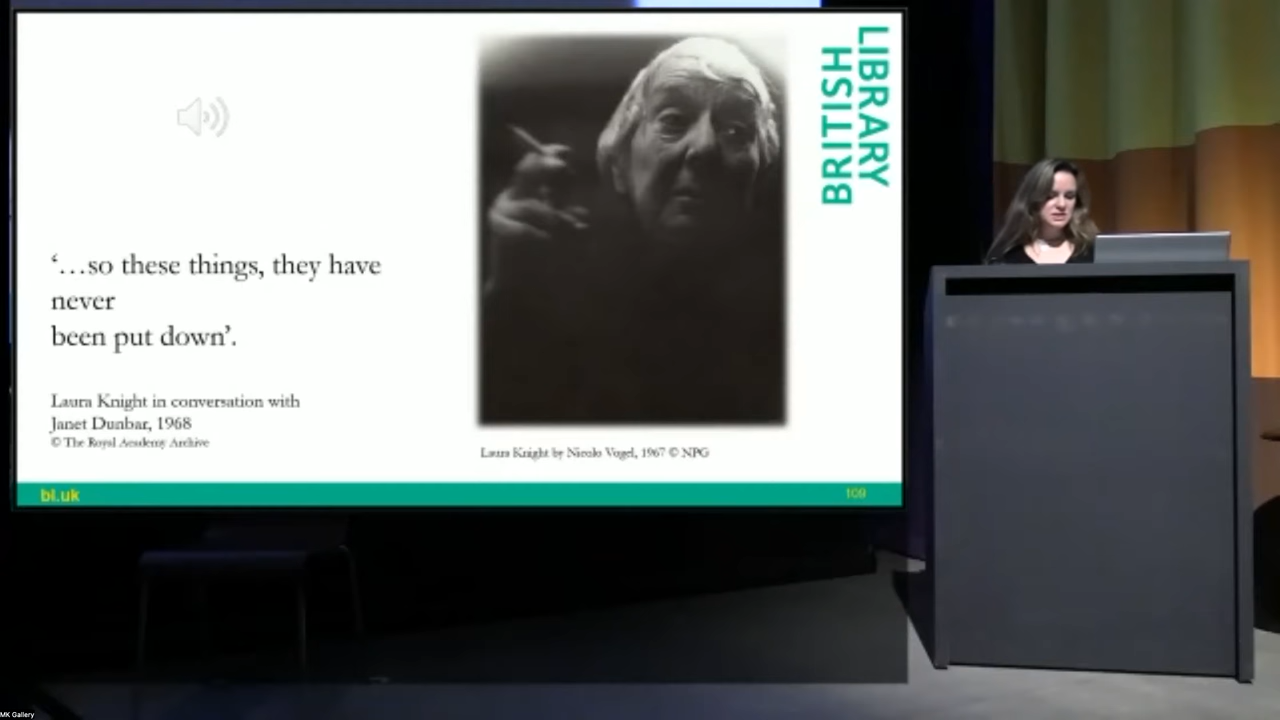 ‘…so these things, they have
never
been put down’.
Laura Knight in conversation with
Janet Dunbar, 1968
© The Royal Academy Archive
Laura Knight by Nicolo Vogel, 1967 © NPG
LIBRARY
BRITISH
bl.uk
109
MK Gallery